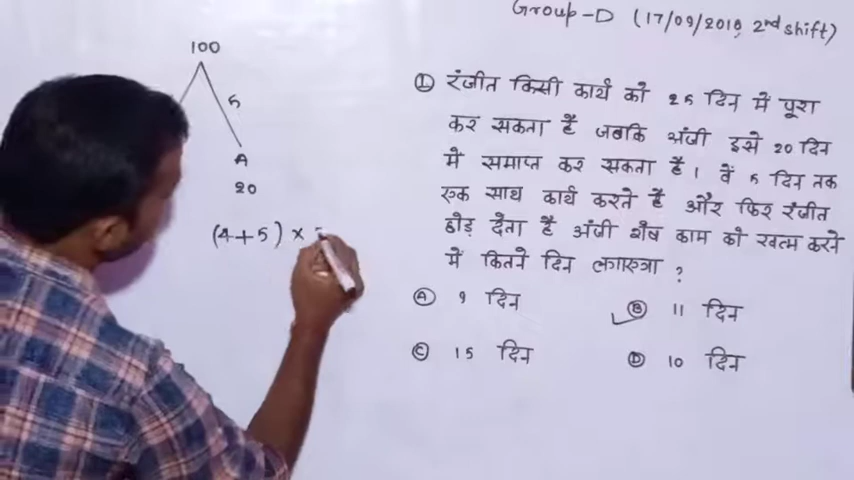 Group-D (17/09/2018, 2nd shift)
100
5
A
20
(4+5) ×
① रंजीत किसी कार्य को 25 दिन में पूरा
कर सकता है जबकि अंजी इसे 20 दिन
में समाप्त कर सकता है। वें 5 दिन तक
एक साथ कार्य करते है और फिर रंजीत
छोड़ देता है अंजी शेष काम को खत्म करने
में कितने दिन लगाएगा ?
Ⓐ 9 दिन
Ⓑ 11 दिन
Ⓒ 15 दिन
Ⓓ 10 दिन